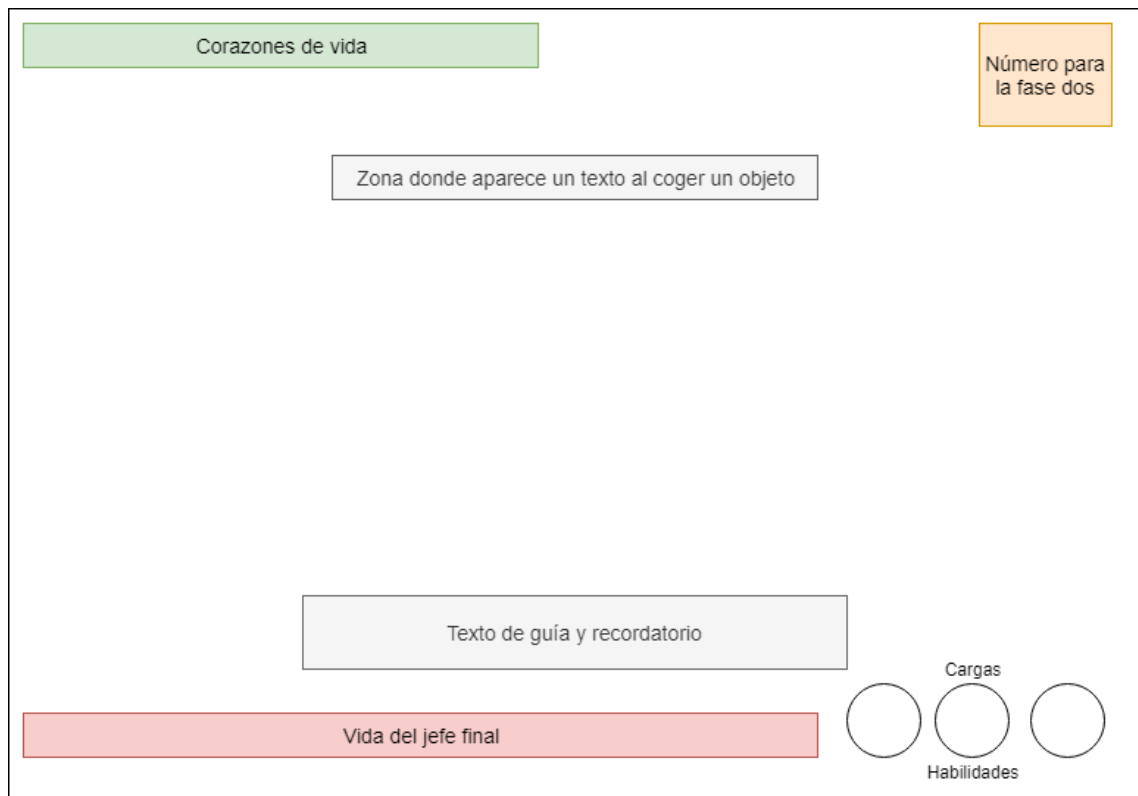 Corazones de vida
Número para
la fase dos
Zona donde aparece un texto al coger un objeto
Texto de guía y recordatorio
Cargas
Vida del jefe final
Habilidades